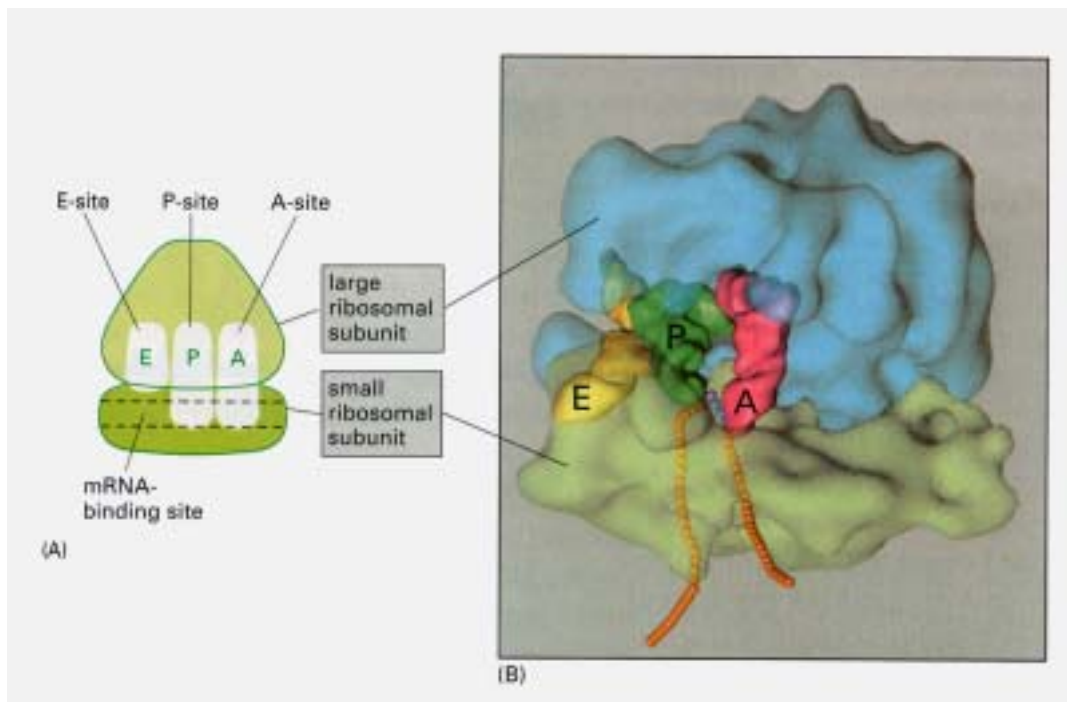 E-site P-site A-site
large
ribosomal
subunit
E P A
small
ribosomal
subunit
mRNA-
binding site
(A)
P
E A
(B)